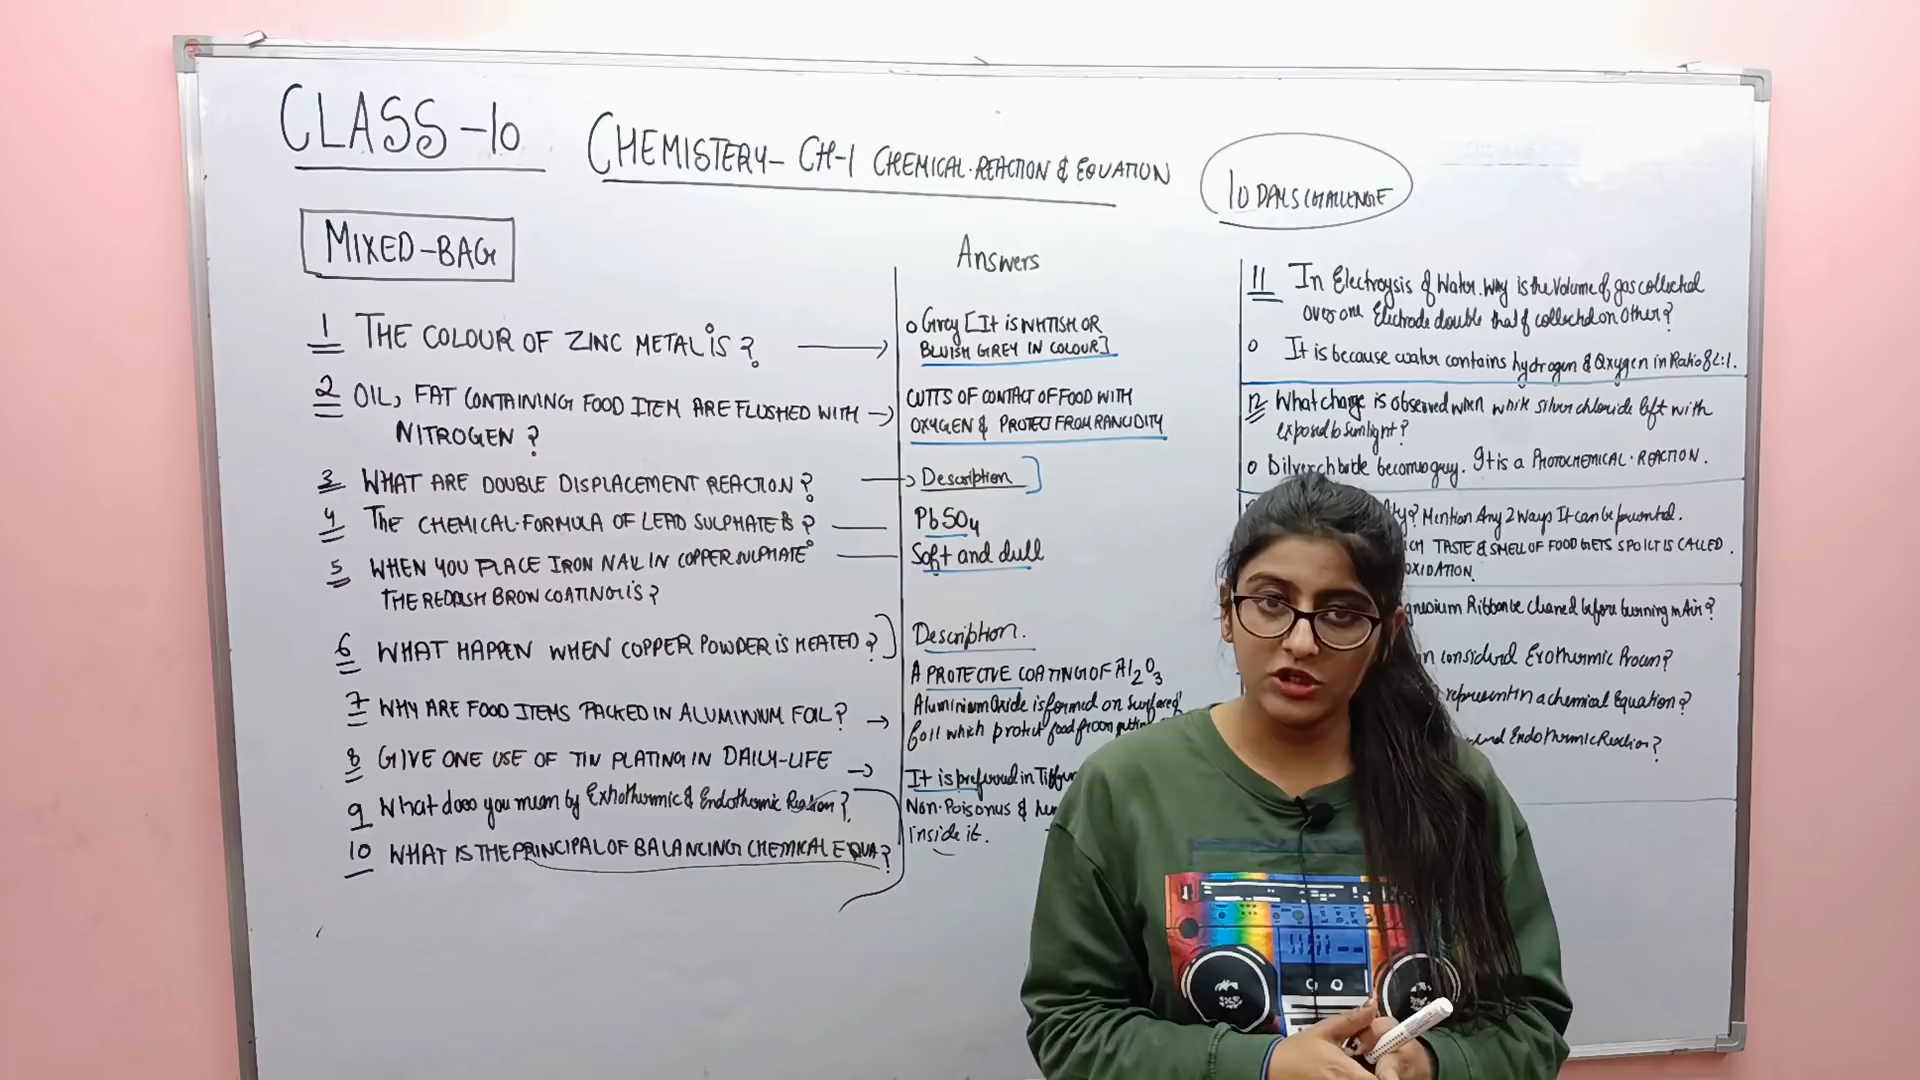 CLASS-10
CHEMISTERY- CH-1 CHEMICAL.REACTION & EQUATION
10 DAYS CHALLENGE
MIXED-BAG
1 THE COLOUR OF ZINC METAL IS?
2 OIL, FAT CONTAINING FOOD ITEM ARE FLUSHED WITH
NITROGEN?
3 WHAT ARE DOUBLE DISPLACEMENT REACTION?
4 THE CHEMICAL.FORMULA OF LEAD SULPHATE IS?
5 WHEN YOU PLACE IRON NAIL IN COPPER SULPHATE
THE REDDISH BROWN COATING IS?
6 WHAT HAPPEN WHEN COPPER POWDER IS HEATED?
7 WHY ARE FOOD ITEMS PACKED IN ALUMINIUM FOIL?
8 GIVE ONE USE OF TIN PLATING IN DAILY-LIFE
9 What does you mean by Exhothermic & Endothermic Reation?
10 WHAT IS THE PRINCIPAL OF BALANCING CHEMICAL EQUA?
Answers
Grey [It is WHTISH OR
BLUISH GREY IN COLOUR]
CUTTS OF CONTACT OF FOOD WITH
OXYGEN & PROTECT FROM RANCIDITY
Description
PbSO4
Soft and dull
Description.
A PROTECTIVE COATING OF Al2O3
Aluminium Oxide is formed on surface of
foil which protect food from
It is preferred in
Non-Poisonus &
inside it.
11 In Electroysis of Water. Why is the Volume of gas collected
over one Electrode double that of collected on other?
It is because water contains hydrogen & Oxygen in Ratio of 2:1.
12 What change is observed when white silver chloride left with
exposed to sunlight?
Silver chloride becomes grey. It is a PHOTOCHEMICAL.REACTION.
Mention Any 2 ways It can be prevented.
TASTE & SMELL OF FOOD GETS SPOILT IS CALLED
OXIDATION.
Ribbon be cleaned before burning in Air?
considered Exothermic Process?
represent in a chemical Equation?
and Endothermic Reaction?